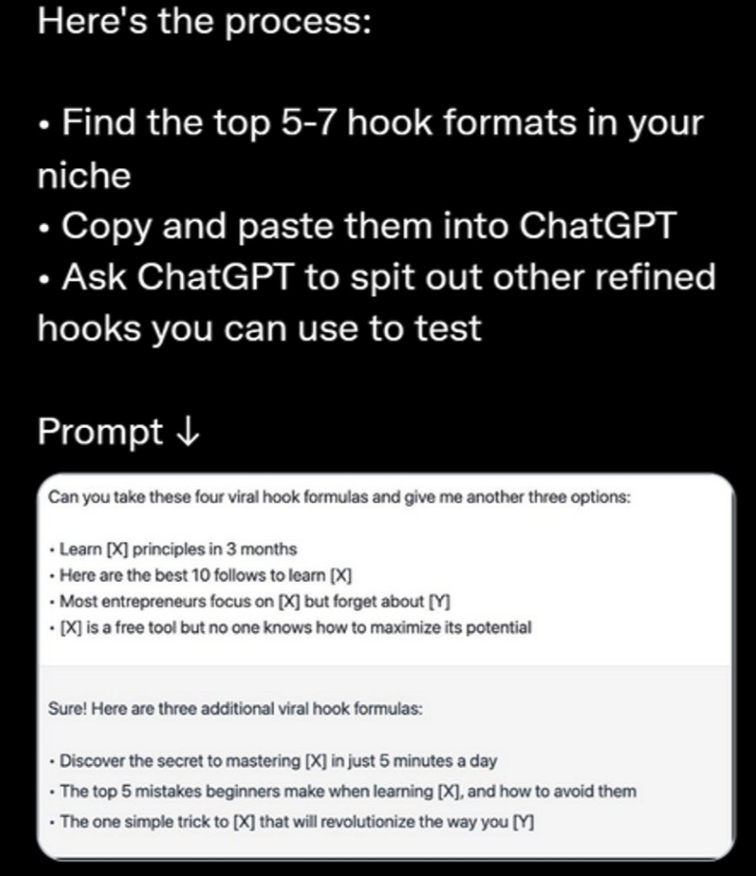 Here's the process:
• Find the top 5-7 hook formats in your
niche
• Copy and paste them into ChatGPT
• Ask ChatGPT to spit out other refined
hooks you can use to test
Prompt ↓
Can you take these four viral hook formulas and give me another three options:
• Learn [X] principles in 3 months
• Here are the best 10 follows to learn [X]
• Most entrepreneurs focus on [X] but forget about [Y]
• [X] is a free tool but no one knows how to maximize its potential
Sure! Here are three additional viral hook formulas:
• Discover the secret to mastering [X] in just 5 minutes a day
• The top 5 mistakes beginners make when learning [X], and how to avoid them
• The one simple trick to [X] that will revolutionize the way you [Y]